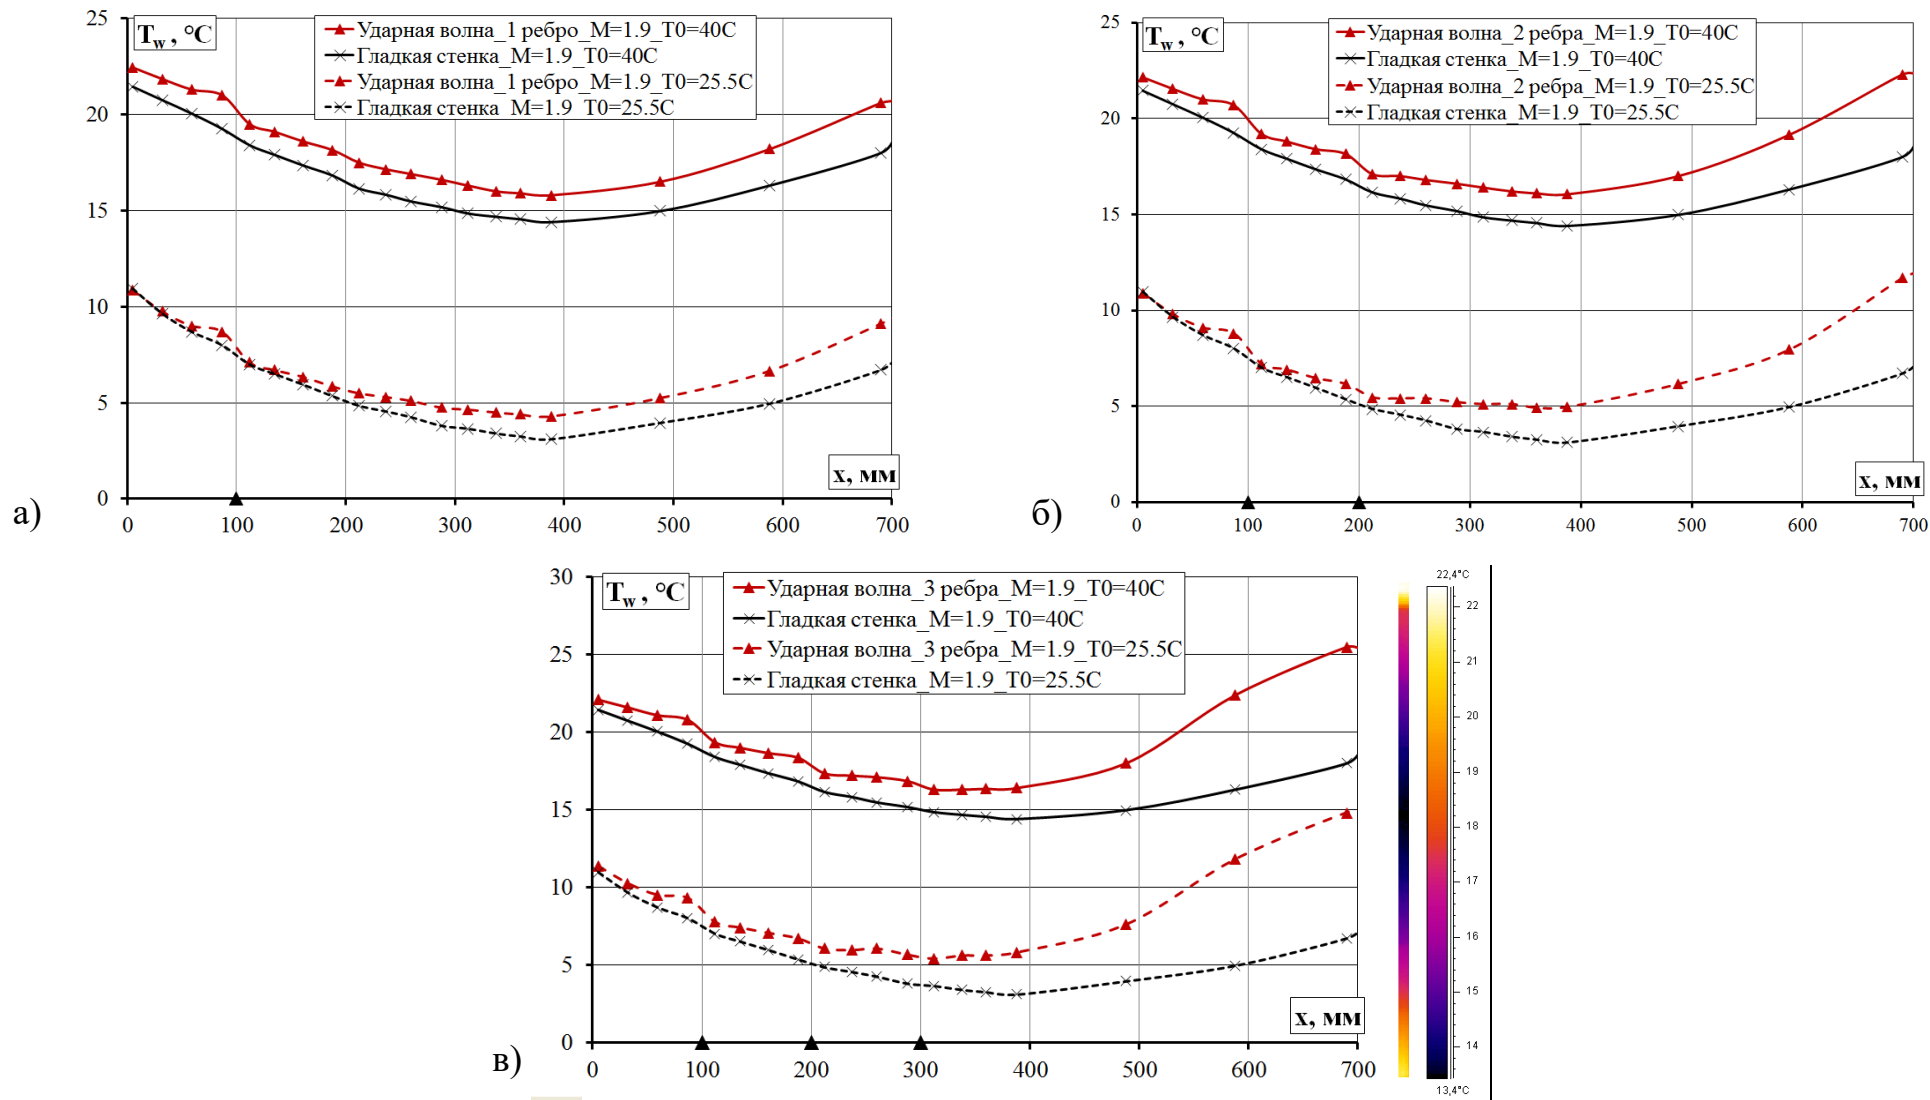 T_w , °C
Ударная волна_1 ребро_M=1.9_T0=40C
Гладкая стенка_M=1.9_T0=40C
Ударная волна_1 ребро_M=1.9_T0=25.5C
Гладкая стенка_M=1.9_T0=25.5C
25
20
15
10
5
0
x, мм
0 100 200 300 400 500 600 700
а)
T_w , °C
Ударная волна_2 ребра_M=1.9_T0=40C
Гладкая стенка_M=1.9_T0=40C
Ударная волна_2 ребра_M=1.9_T0=25.5C
Гладкая стенка_M=1.9_T0=25.5C
25
20
15
10
5
0
x, мм
0 100 200 300 400 500 600 700
б)
T_w , °C
Ударная волна_3 ребра_M=1.9_T0=40C
Гладкая стенка_M=1.9_T0=40C
Ударная волна_3 ребра_M=1.9_T0=25.5C
Гладкая стенка_M=1.9_T0=25.5C
30
25
20
15
10
5
0
x, мм
0 100 200 300 400 500 600 700
в)
22,4°C
22
21
20
19
18
17
16
15
14
13,4°C